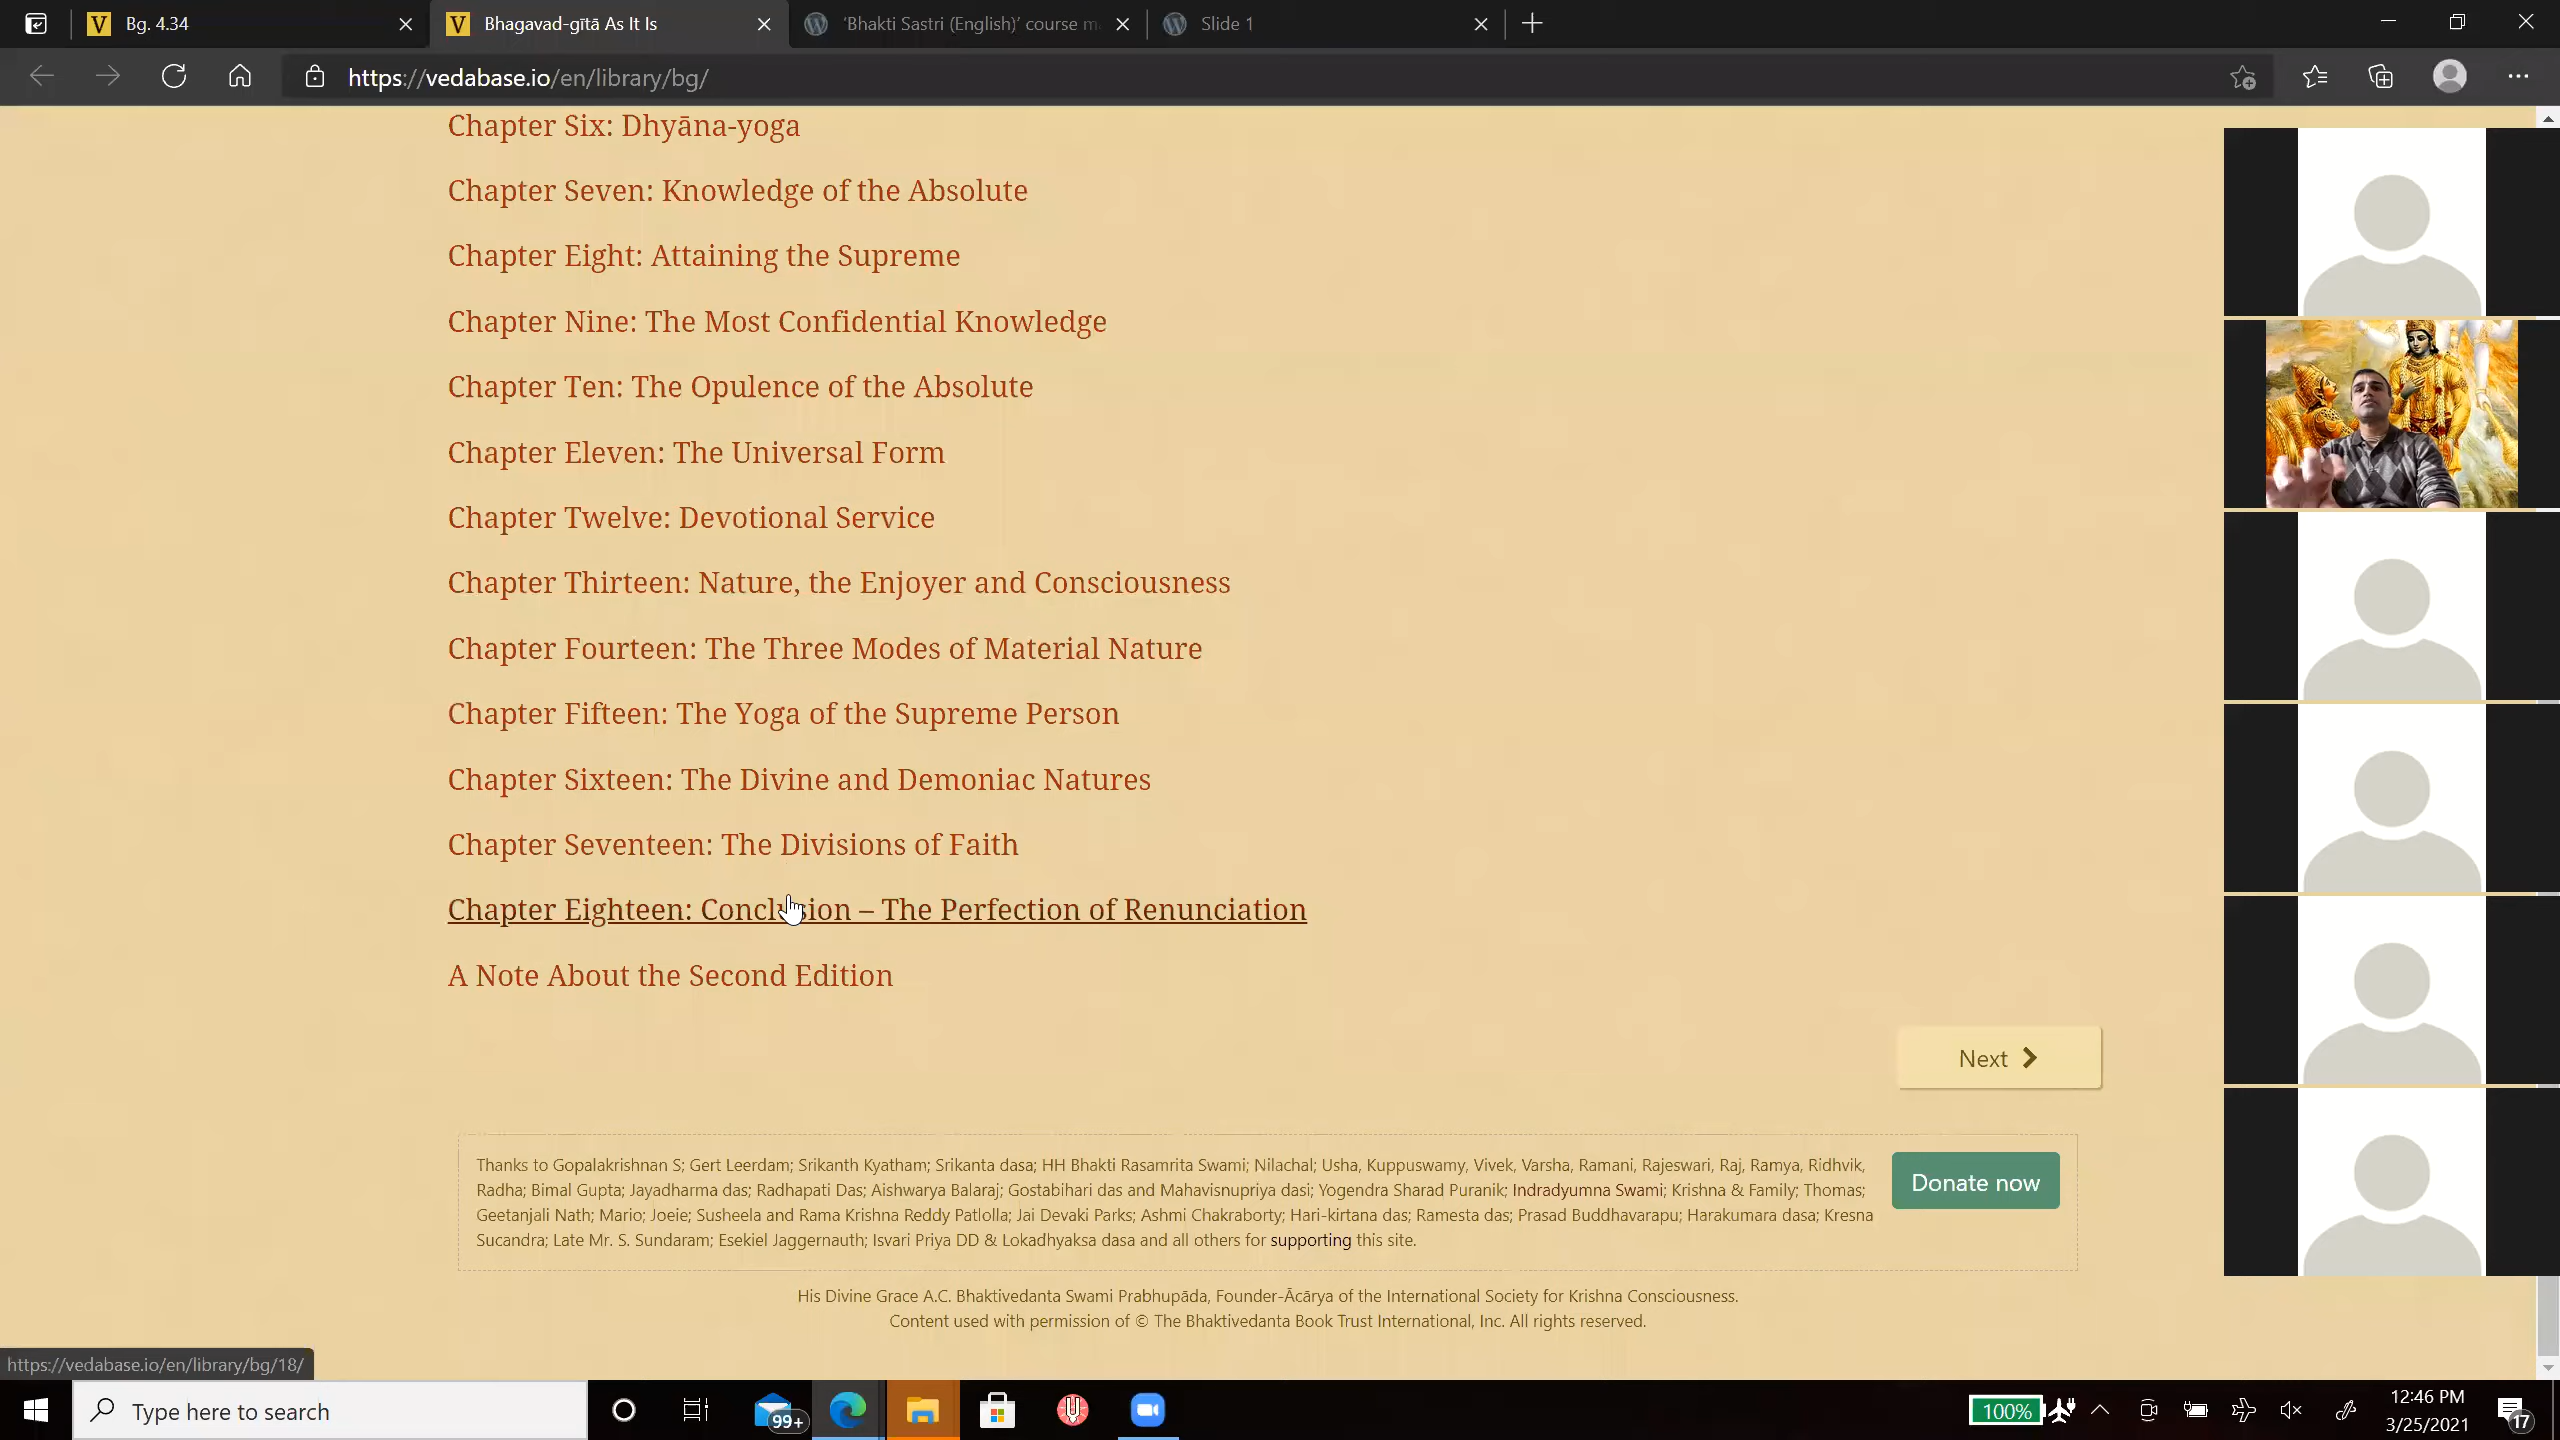 Bg. 4.34
Bhagavad-gītā As It Is
'Bhakti Sastri (English)' course m
Slide 1
https://vedabase.io/en/library/bg/
Chapter Six: Dhyāna-yoga
Chapter Seven: Knowledge of the Absolute
Chapter Eight: Attaining the Supreme
Chapter Nine: The Most Confidential Knowledge
Chapter Ten: The Opulence of the Absolute
Chapter Eleven: The Universal Form
Chapter Twelve: Devotional Service
Chapter Thirteen: Nature, the Enjoyer and Consciousness
Chapter Fourteen: The Three Modes of Material Nature
Chapter Fifteen: The Yoga of the Supreme Person
Chapter Sixteen: The Divine and Demoniac Natures
Chapter Seventeen: The Divisions of Faith
Chapter Eighteen: Conclusion – The Perfection of Renunciation
A Note About the Second Edition
Next
Thanks to Gopalakrishnan S; Gert Leerdam; Srikanth Kyatham; Srikanta dasa; HH Bhakti Rasamrita Swami; Nilachal; Usha, Kuppuswamy, Vivek, Varsha, Ramani, Rajeswari, Raj, Ramya, Ridhvik,
Radha; Bimal Gupta; Jayadharma das; Radhapati Das; Aishwarya Balaraj; Gostabihari das and Mahavisnupriya dasi; Yogendra Sharad Puranik; Indradyumna Swami; Krishna & Family; Thomas;
Geetanjali Nath; Mario; Joeie; Susheela and Rama Krishna Reddy Patlolla; Jai Devaki Parks; Ashmi Chakraborty; Hari-kirtana das; Ramesta das; Prasad Buddhavarapu; Harakumara dasa; Kresna
Sucandra; Late Mr. S. Sundaram; Esekiel Jaggernauth; Isvari Priya DD & Lokadhyaksa dasa and all others for supporting this site.
Donate now
His Divine Grace A.C. Bhaktivedanta Swami Prabhupāda, Founder-Ācārya of the International Society for Krishna Consciousness.
Content used with permission of © The Bhaktivedanta Book Trust International, Inc. All rights reserved.
https://vedabase.io/en/library/bg/18/
Type here to search
99+
100%
12:46 PM
3/25/2021
17